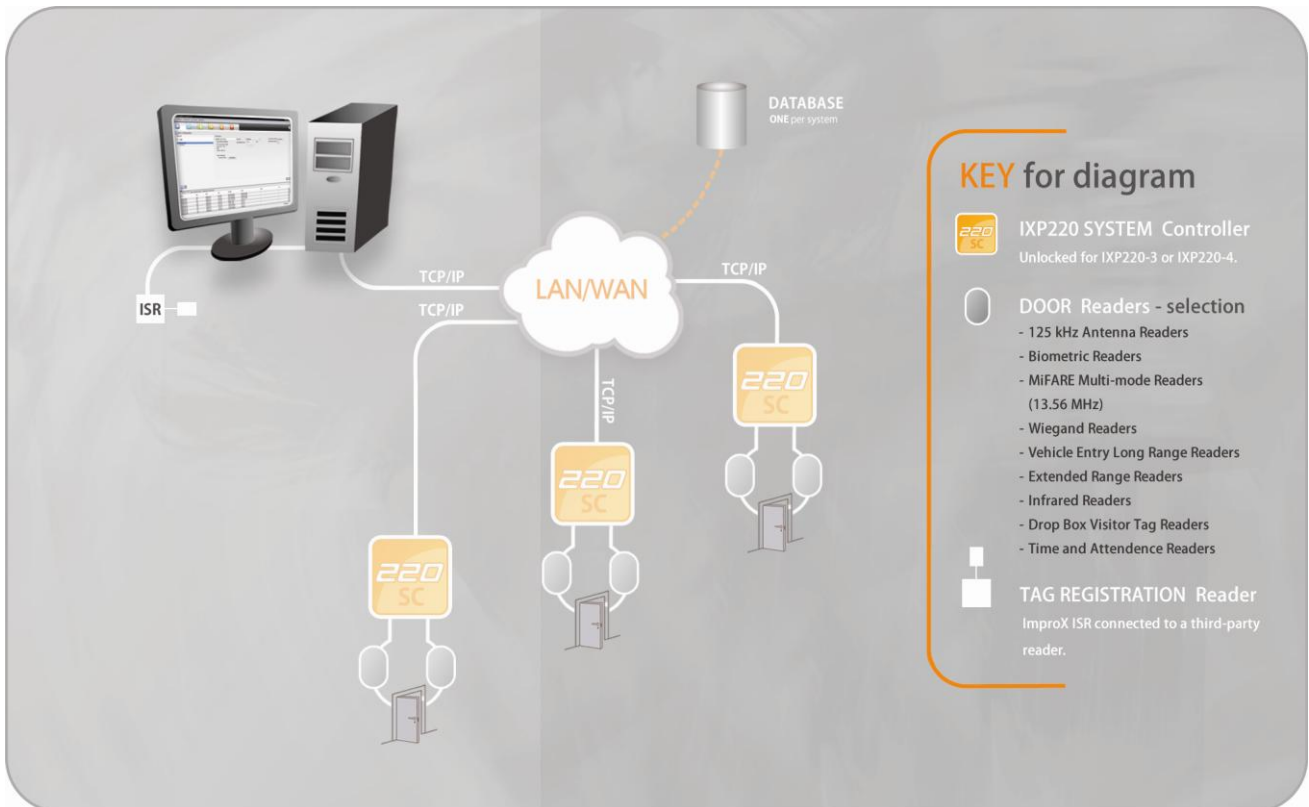 DATABASE
ONE per system
TCP/IP
TCP/IP
LAN/WAN
TCP/IP
TCP/IP
ISR
220
SC
220
SC
220
SC
KEY for diagram
220
SC
IXP220 SYSTEM Controller
Unlocked for IXP220-3 or IXP220-4.
DOOR Readers - selection
- 125 kHz Antenna Readers
- Biometric Readers
- MiFARE Multi-mode Readers
(13.56 MHz)
- Wiegand Readers
- Vehicle Entry Long Range Readers
- Extended Range Readers
- Infrared Readers
- Drop Box Visitor Tag Readers
- Time and Attendence Readers
TAG REGISTRATION Reader
ImproX ISR connected to a third-party
reader.